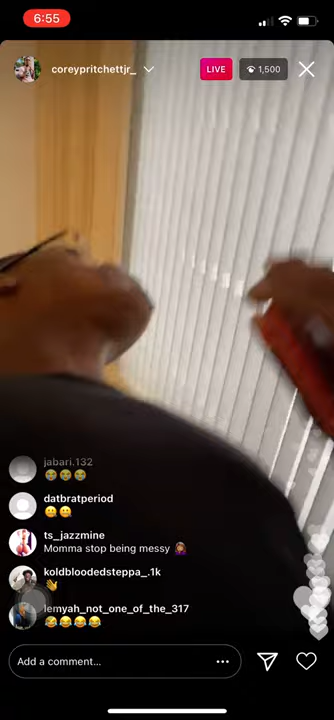 6:55
coreypritchettjr_
LIVE
1,500
jabari.132
datbratperiod
ts_jazzmine
Momma stop being messy
koldbloodedsteppa_.1k
lemyah_not_one_of_the_317
Add a comment...